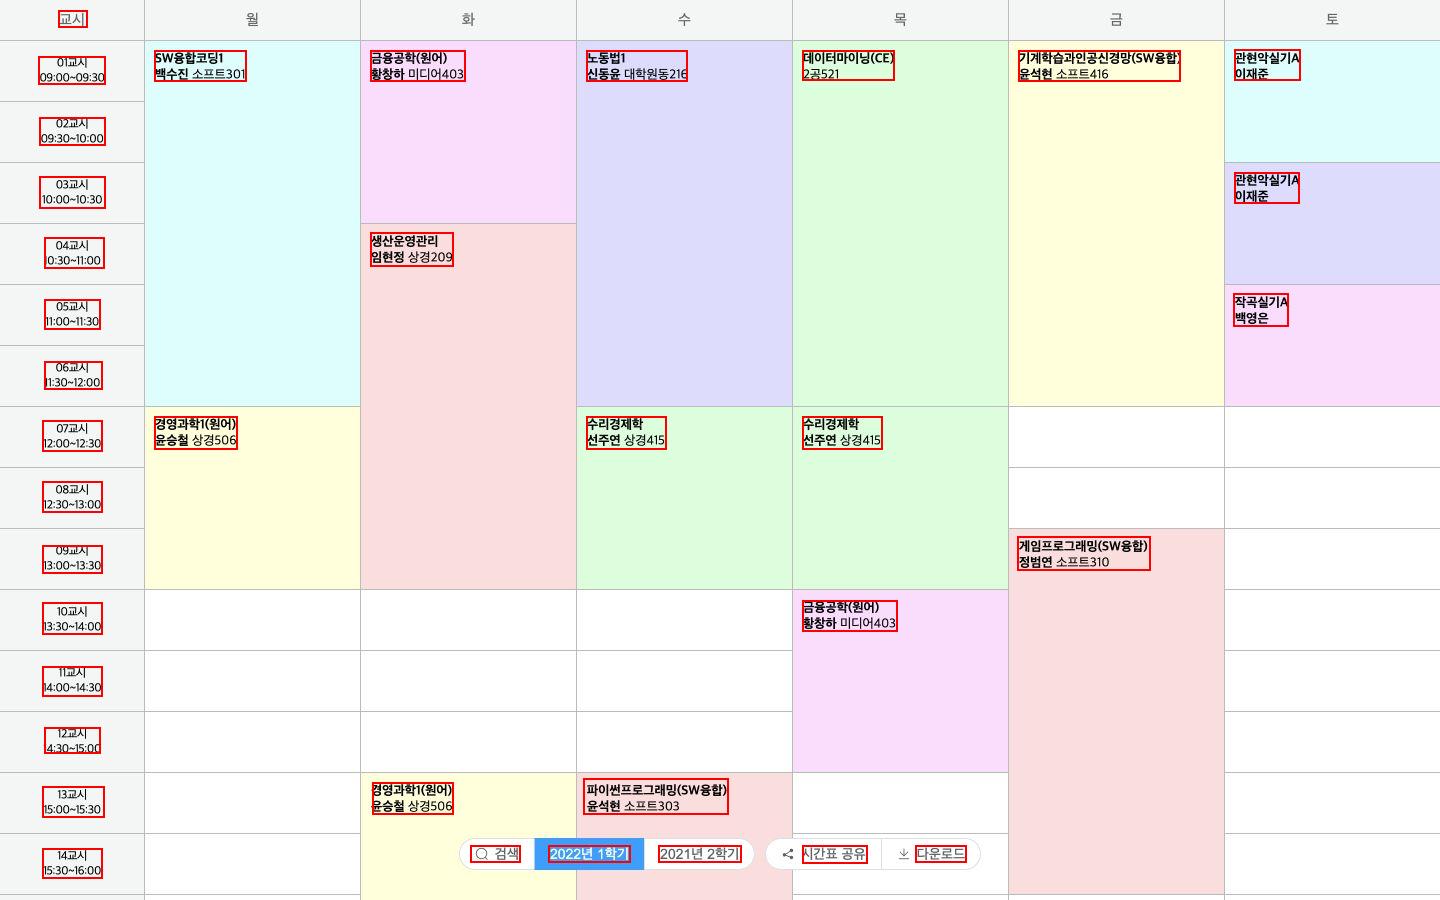 교시 월 화 수 목 금 토
01교시
09:00~09:30
SW융합코딩1
백수진 소프트301
금융공학(원어)
황창하 미디어403
노동법1
신동윤 대학원동216
데이터마이닝(CE)
2공521
기계학습과인공신경망(SW융합)
윤석현 소프트416
관현악실기A
이재준
02교시
09:30~10:00
03교시
10:00~10:30
관현악실기A
이재준
04교시
10:30~11:00
생산운영관리
임현정 상경209
05교시
11:00~11:30
작곡실기A
백영은
06교시
11:30~12:00
07교시
12:00~12:30
경영과학1(원어)
윤승철 상경506
수리경제학
선주연 상경415
수리경제학
선주연 상경415
08교시
12:30~13:00
09교시
13:00~13:30
게임프로그래밍(SW융합)
정범연 소프트310
10교시
13:30~14:00
금융공학(원어)
황창하 미디어403
11교시
14:00~14:30
12교시
14:30~15:00
13교시
15:00~15:30
경영과학1(원어)
윤승철 상경506
파이썬프로그래밍(SW융합)
윤석현 소프트303
14교시
15:30~16:00
검색 2022년 1학기 2021년 2학기 시간표 공유 다운로드